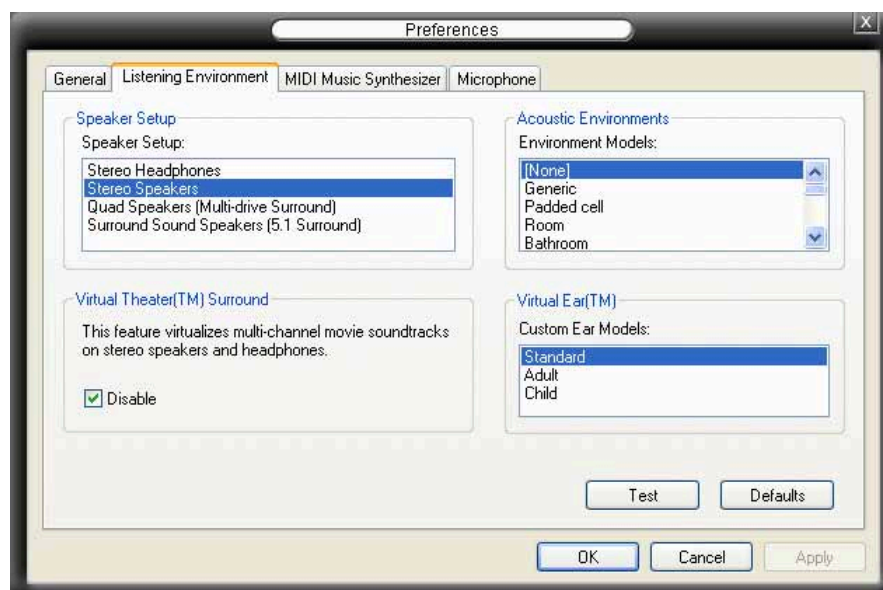 Preferences
X
General Listening Environment MIDI Music Synthesizer Microphone
Speaker Setup
Speaker Setup:
Stereo Headphones
Stereo Speakers
Quad Speakers (Multi-drive Surround)
Surround Sound Speakers (5.1 Surround)
Acoustic Environments
Environment Models:
[None]
Generic
Padded cell
Room
Bathroom
Virtual Theater(TM) Surround
This feature virtualizes multi-channel movie soundtracks
on stereo speakers and headphones.
Disable
Virtual Ear(TM)
Custom Ear Models:
Standard
Adult
Child
Test Defaults
OK Cancel Apply